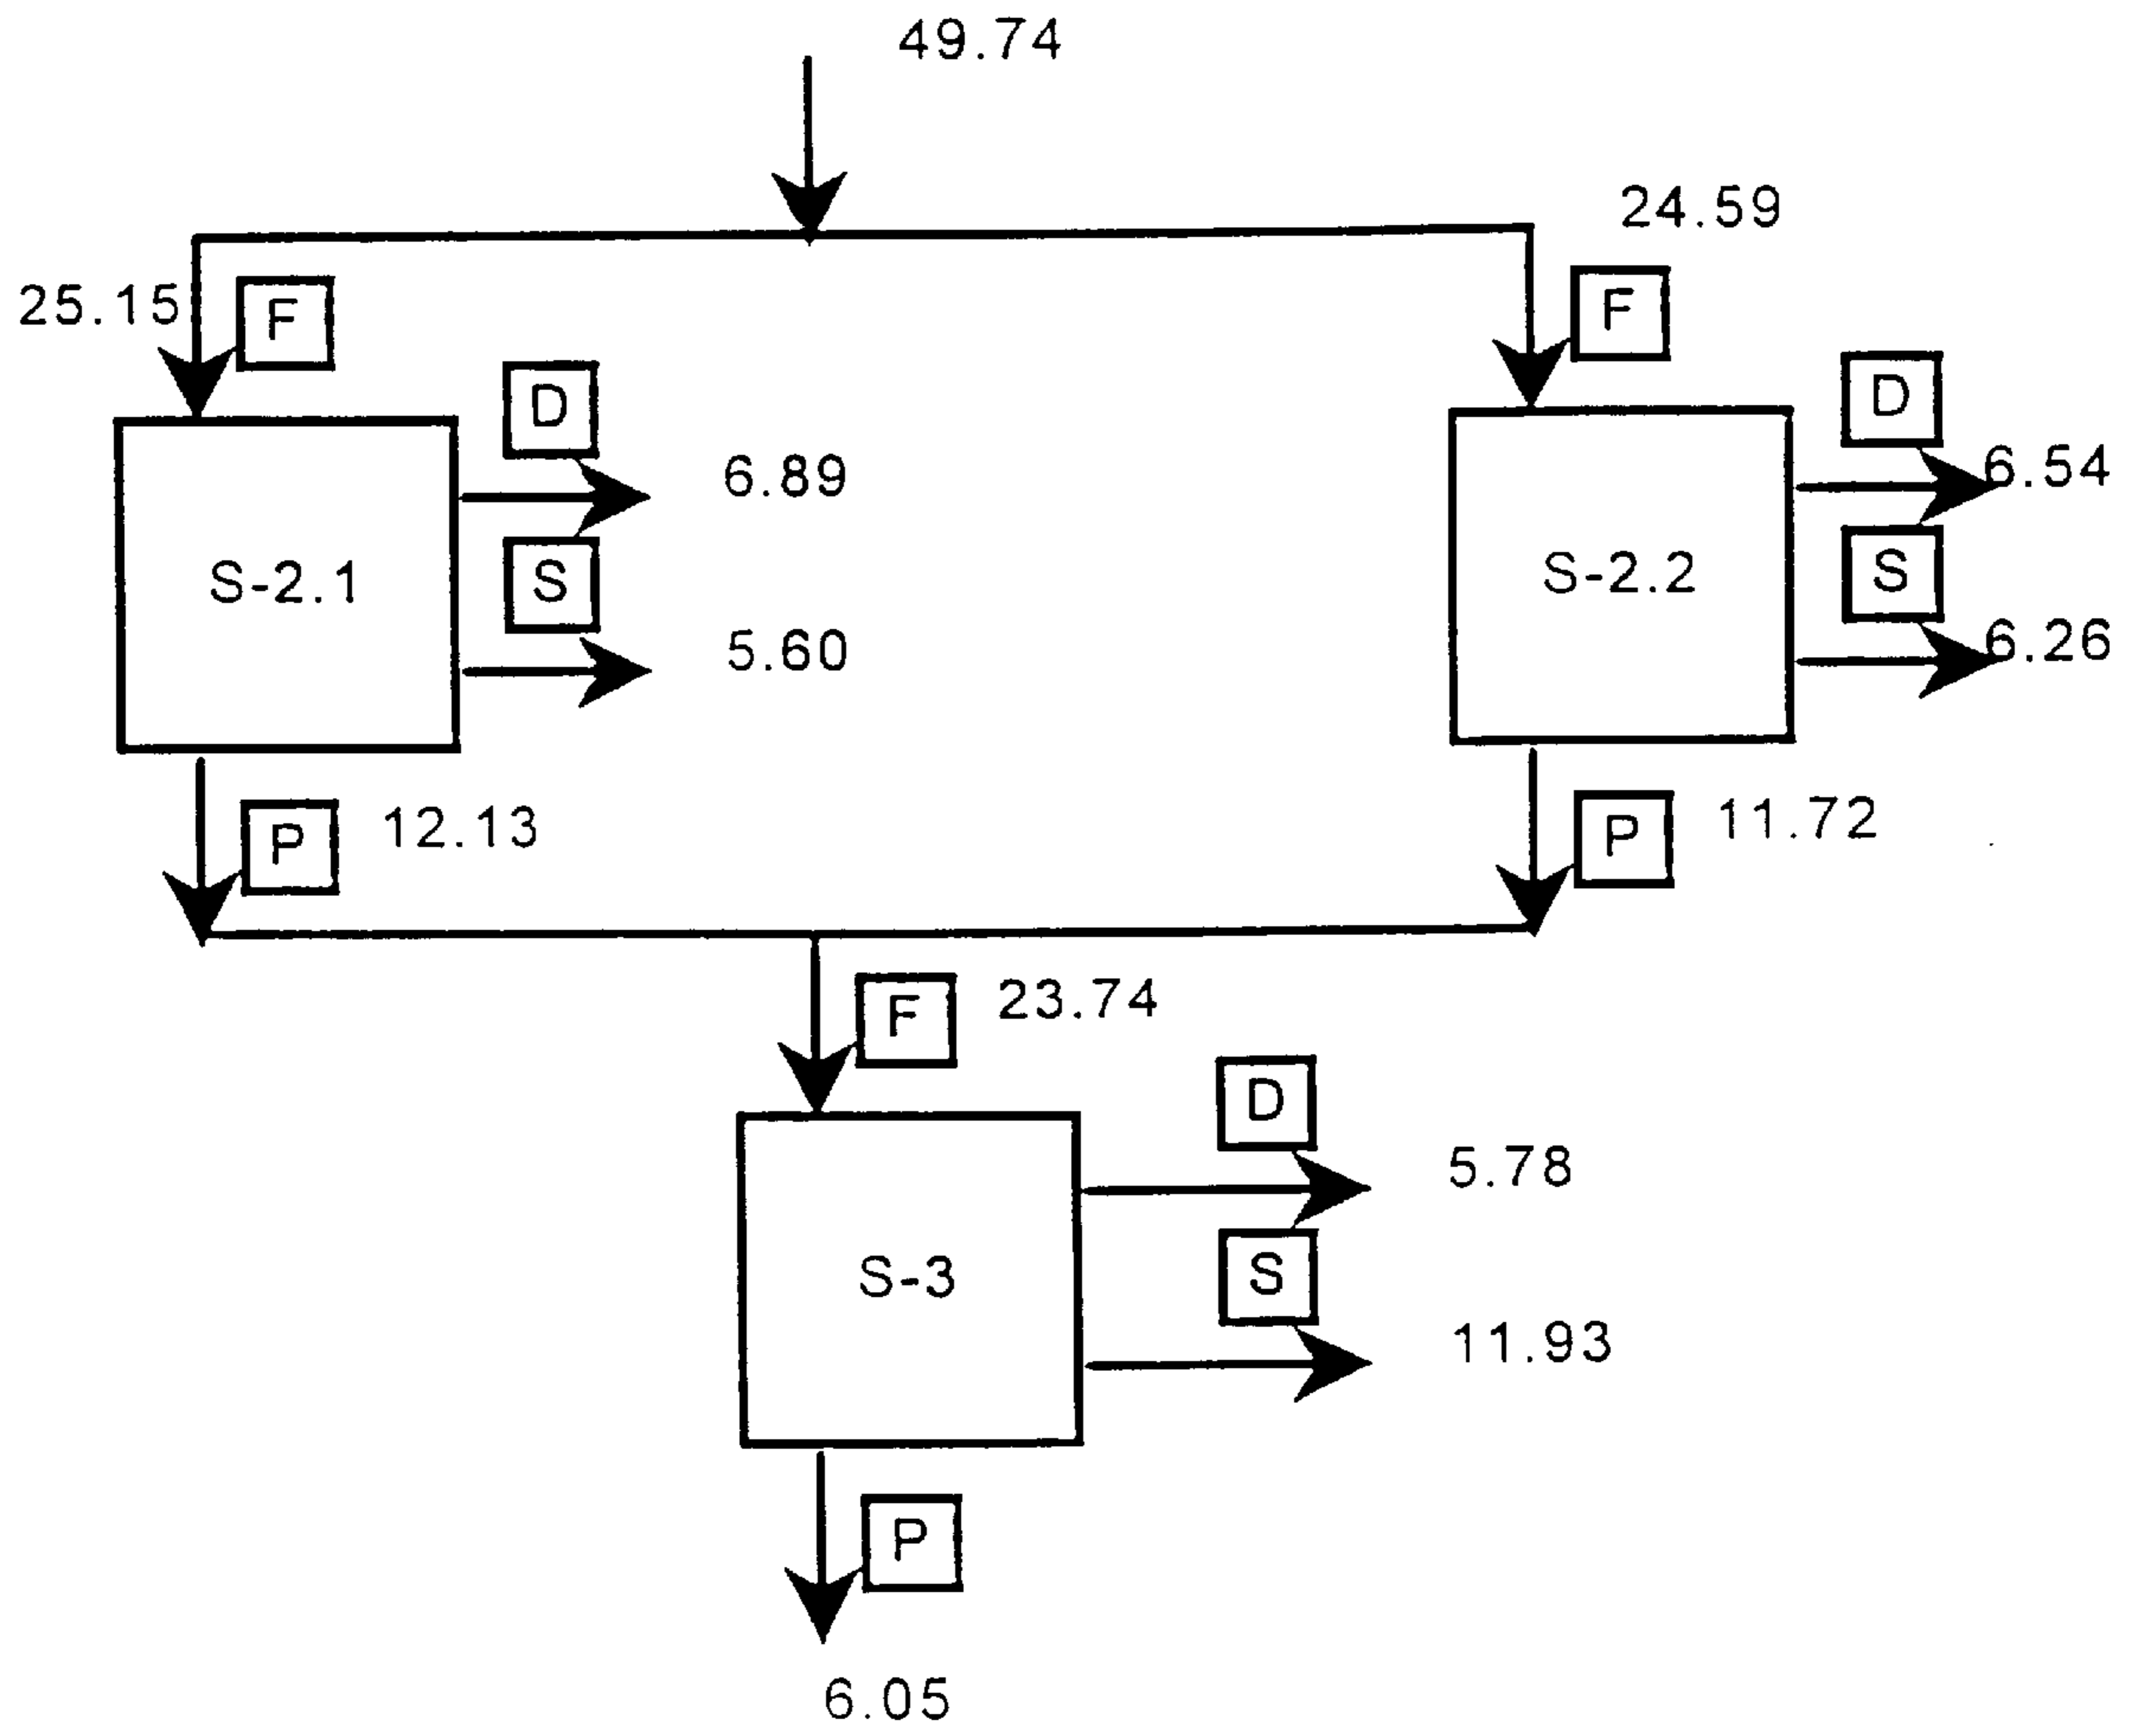 49.74
24.59
25.15
F
F
D
6.89
D
6.54
S-2.1
S
5.60
S-2.2
S
6.26
P
12.13
P
11.72
F
23.74
D
5.78
S-3
S
11.93
P
6.05